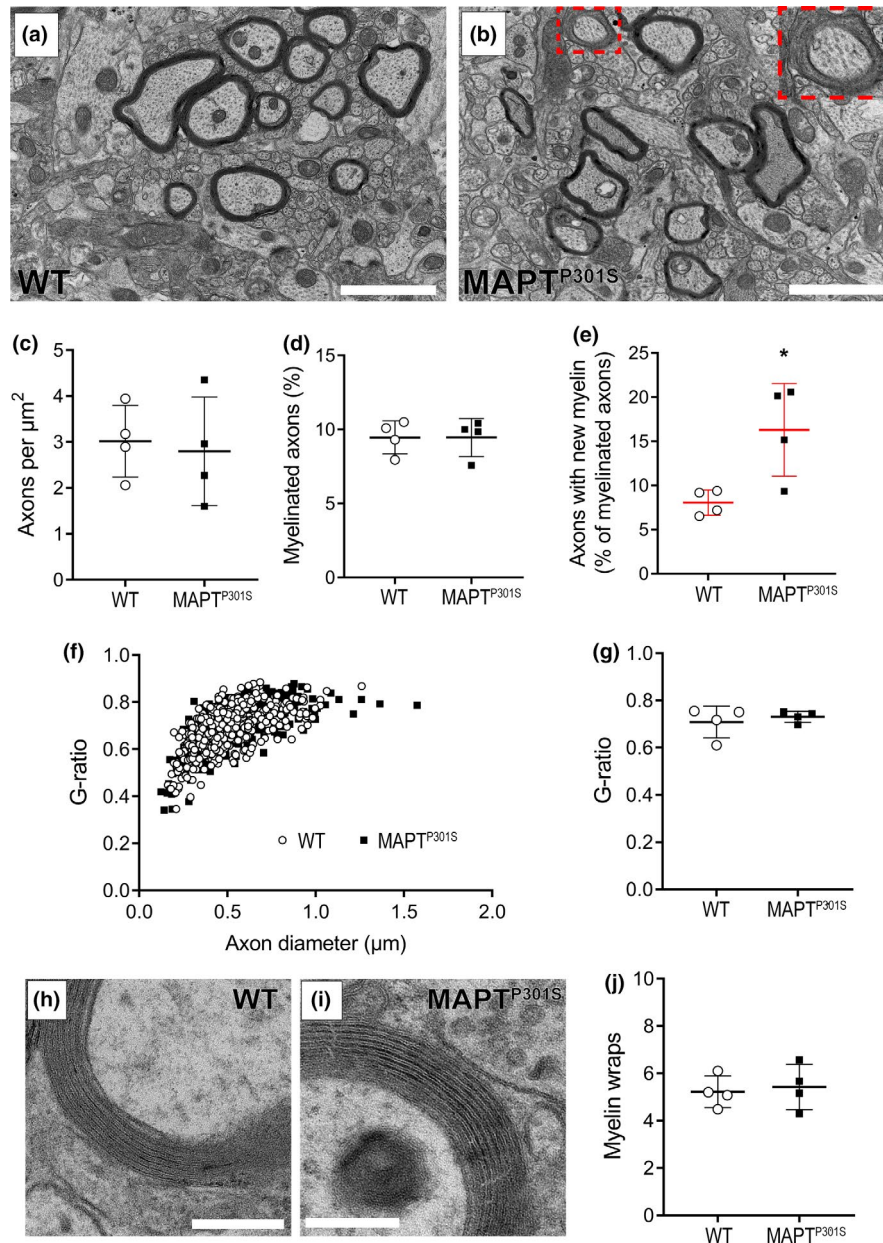 (a)
WT
(b)
MAPTP301S
(c)
Axons per µm2
5
4
3
2
1
0
WT
MAPTP301S
(d)
Myelinated axons (%)
15
10
5
0
WT
MAPTP301S
(e)
Axons with new myelin
(% of myelinated axons)
25
20
15
10
5
0
*
WT
MAPTP301S
(f)
G-ratio
1.0
0.8
0.6
0.4
0.2
0.0
WT
MAPTP301S
0.0 0.5 1.0 1.5 2.0
Axon diameter (µm)
(g)
G-ratio
1.0
0.8
0.6
0.4
0.2
0.0
WT
MAPTP301S
(h)
WT
(i)
MAPTP301S
(j)
Myelin wraps
10
8
6
4
2
0
WT
MAPTP301S